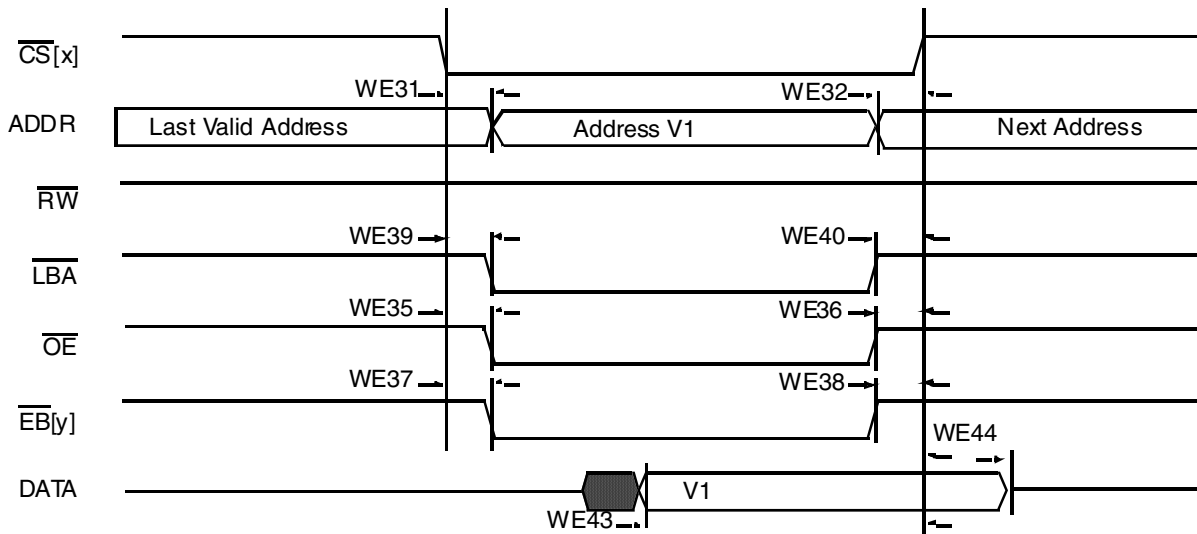 CS[x]
WE31
WE32
ADDR
Last Valid Address
Address V1
Next Address
RW
WE39
WE40
LBA
WE35
WE36
OE
WE37
WE38
EB[y]
WE44
DATA
V1
WE43